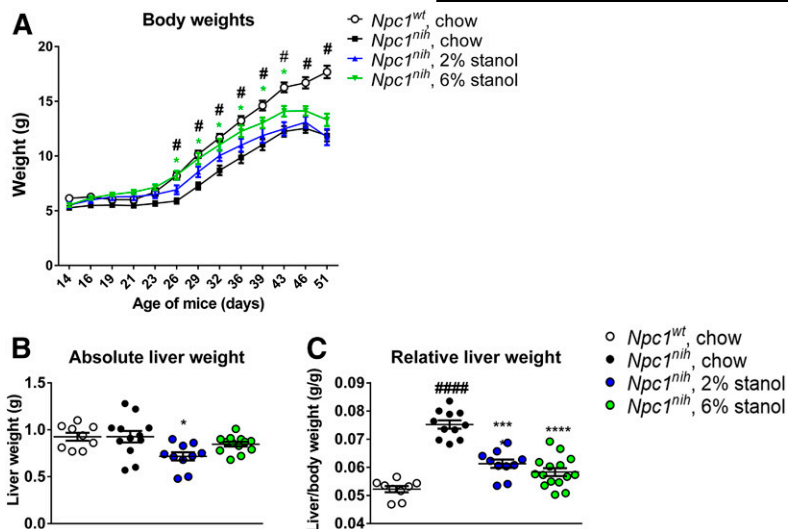 A
Body weights
Npc1wt, chow
Npc1nih, chow
Npc1nih, 2% stanol
Npc1nih, 6% stanol
Weight (g)
20
15
10
5
0
# # # # # # # # #
* * * * * *
14 16 19 21 23 26 29 32 36 39 43 46 51
Age of mice (days)
B
Absolute liver weight
Liver weight (g)
1.5
1.0
0.5
0.0
*
C
Relative liver weight
Liver/body weight (g/g)
0.09
0.08
0.07
0.06
0.05
0.04
####
***
*
****
Npc1wt, chow
Npc1nih, chow
Npc1nih, 2% stanol
Npc1nih, 6% stanol